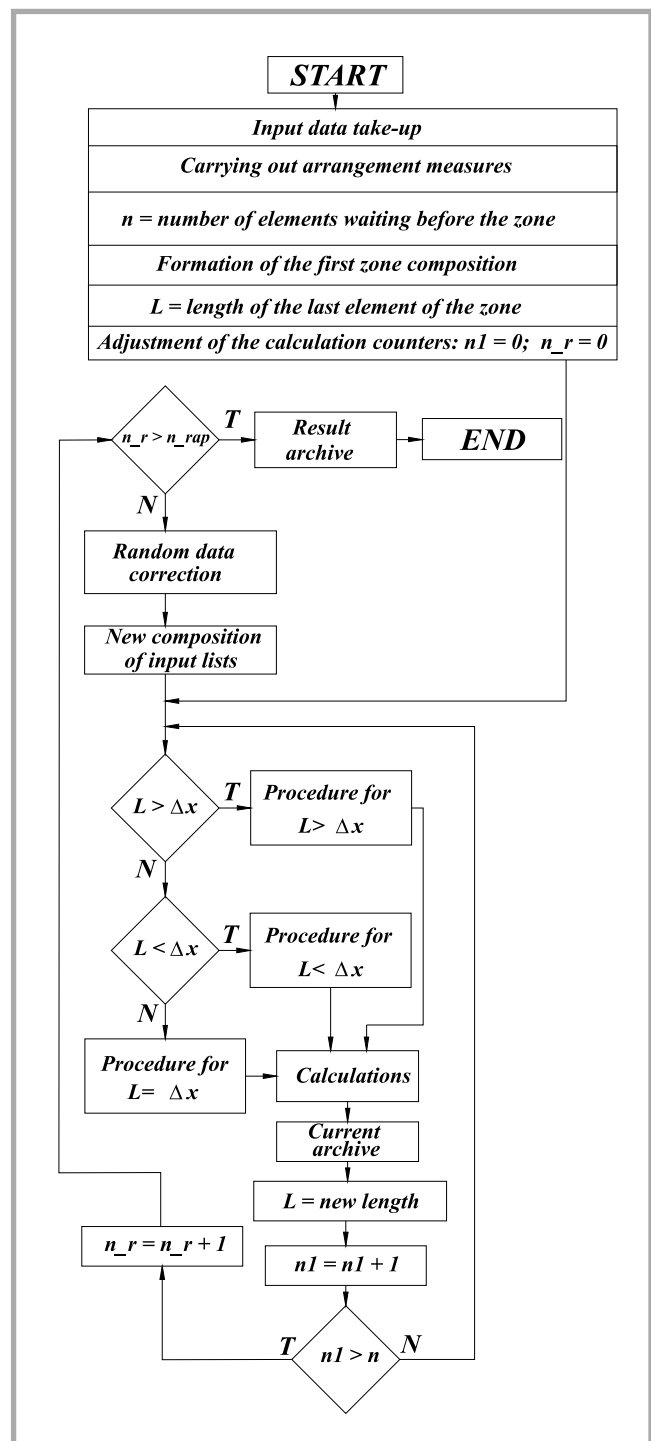 START
Input data take-up
Carrying out arrangement measures
n = number of elements waiting before the zone
Formation of the first zone composition
L = length of the last element of the zone
Adjustment of the calculation counters: n1 = 0; n_r = 0
n_r > n_rap
T
Result
archive
END
N
Random data
correction
New composition
of input lists
L > Δx
T
Procedure for
L> Δx
N
L < Δx
T
Procedure for
L< Δx
N
Procedure for
L= Δx
Calculations
Current
archive
L = new length
n_r = n_r + 1
n1 = n1 + 1
T
n1 > n
N